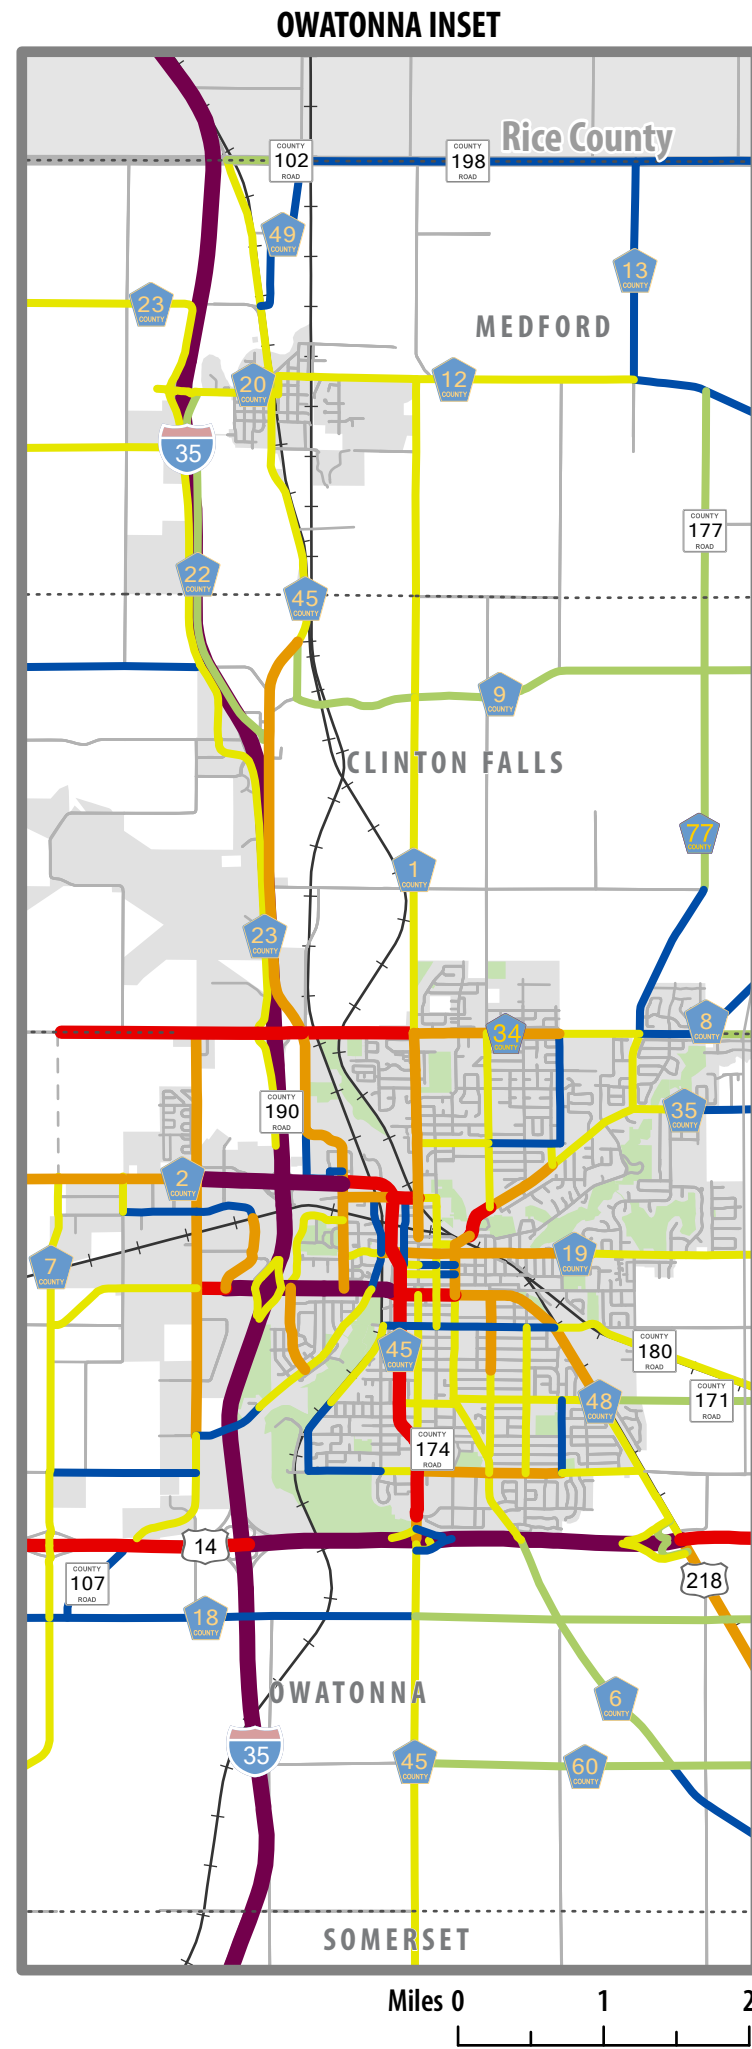 OWATONNA INSET
Rice County
COUNTY
102
ROAD
COUNTY
198
ROAD
49
COUNTY
13
COUNTY
23
COUNTY
MEDFORD
20
COUNTY
12
COUNTY
35
COUNTY
177
ROAD
22
COUNTY
45
COUNTY
9
COUNTY
CLINTON FALLS
77
COUNTY
1
COUNTY
23
COUNTY
34
COUNTY
8
COUNTY
COUNTY
190
ROAD
35
COUNTY
2
COUNTY
7
COUNTY
19
COUNTY
45
COUNTY
COUNTY
180
ROAD
48
COUNTY
COUNTY
171
ROAD
COUNTY
174
ROAD
14
COUNTY
107
ROAD
218
18
COUNTY
OWATONNA
6
COUNTY
35
45
COUNTY
60
COUNTY
SOMERSET
Miles 0 1 2